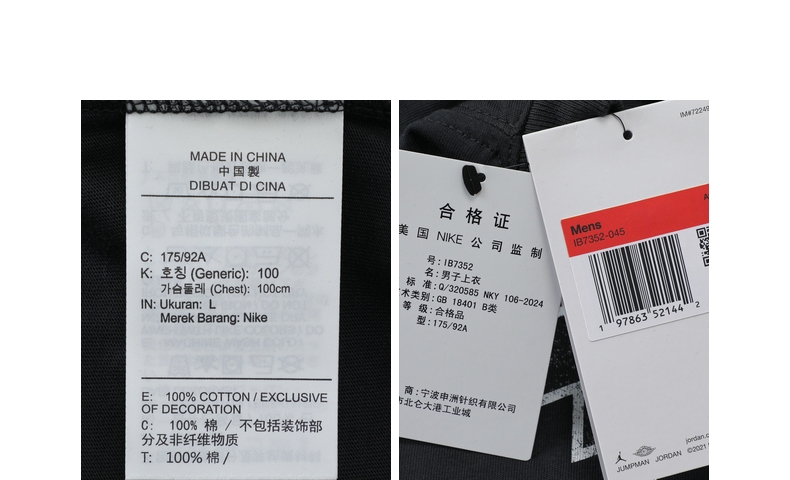 MADE IN CHINA
中国製
DIBUAT DI CINA
C: 175/92A
K: 호칭 (Generic): 100
가슴둘레 (Chest): 100cm
IN: Ukuran: L
Merek Barang: Nike
E: 100% COTTON / EXCLUSIVE
OF DECORATION
C: 100% 棉 / 不包括装饰部
分及非纤维物质
T: 100% 棉 /
合格证
美国 NIKE 公司监制
号: IB7352
名: 男子上衣
标 准: Q/320585 NKY 106-2024
术类别: GB 18401 B类
等 级: 合格品
型: 175/92A
商: 宁波申洲针织有限公司
市北仑大港工业城
IM#72249
Mens
IB7352-045
1 97863 52144 2
jordan.c
©2021
JUMPMAN JORDAN